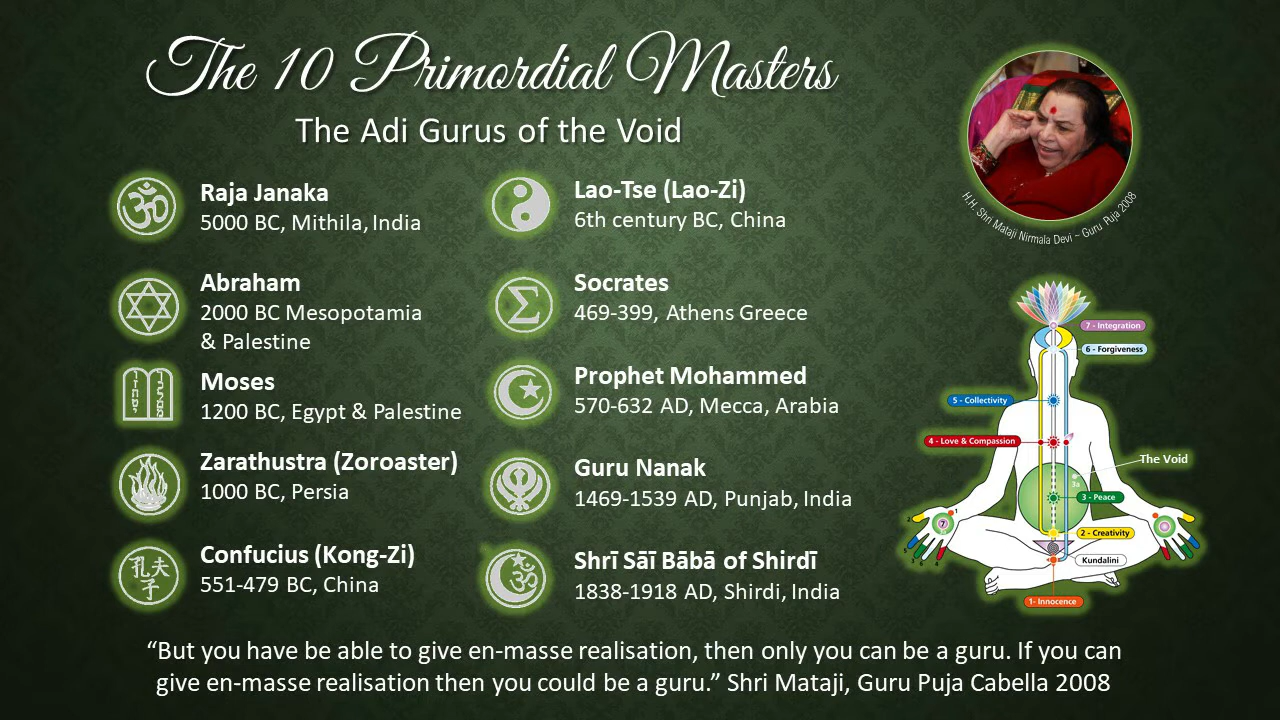 The 10 Primordial Masters
The Adi Gurus of the Void
Raja Janaka
5000 BC, Mithila, India
Abraham
2000 BC Mesopotamia
& Palestine
Moses
1200 BC, Egypt & Palestine
Zarathustra (Zoroaster)
1000 BC, Persia
孔夫子
Confucius (Kong-Zi)
551-479 BC, China
Lao-Tse (Lao-Zi)
6th century BC, China
Σ
Socrates
469-399, Athens Greece
Prophet Mohammed
570-632 AD, Mecca, Arabia
Guru Nanak
1469-1539 AD, Punjab, India
ॐ
Shrī Sāī Bābā of Shirdī
1838-1918 AD, Shirdi, India
H.H. Shri Mataji Nirmala Devi – Guru Puja 2008
7 - Integration
6 - Forgiveness
5 - Collectivity
4 - Love & Compassion
The Void
3a
3 - Peace
2 - Creativity
Kundalini
1- Innocence
“But you have be able to give en-masse realisation, then only you can be a guru. If you can
give en-masse realisation then you could be a guru.” Shri Mataji, Guru Puja Cabella 2008